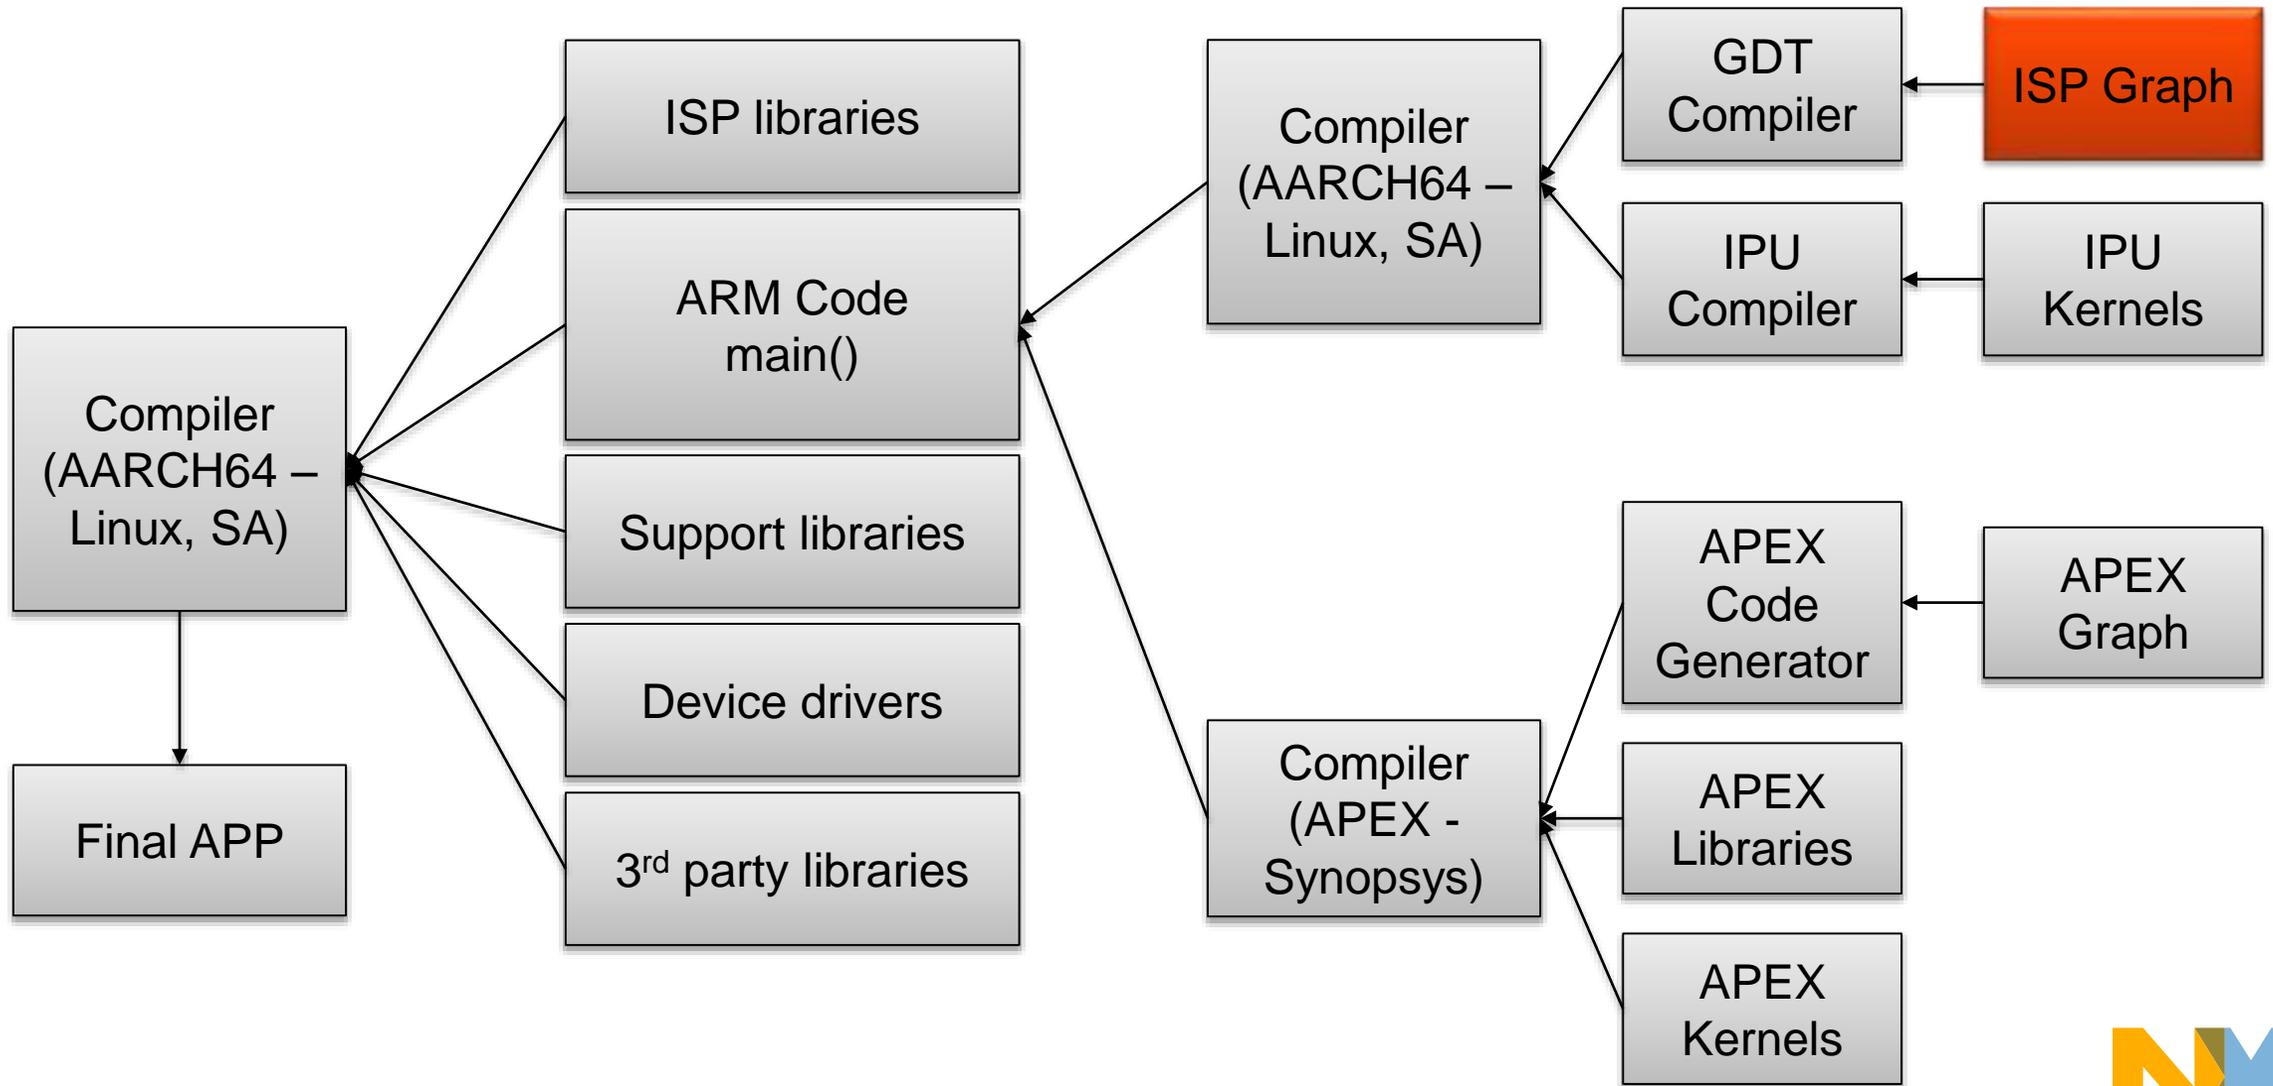 ISP libraries
ARM Code
main()
Support libraries
Device drivers
3rd party libraries
Compiler
(AARCH64 –
Linux, SA)
Final APP
Compiler
(AARCH64 –
Linux, SA)
GDT
Compiler
ISP Graph
IPU
Compiler
IPU
Kernels
Compiler
(APEX -
Synopsys)
APEX
Code
Generator
APEX
Graph
APEX
Libraries
APEX
Kernels